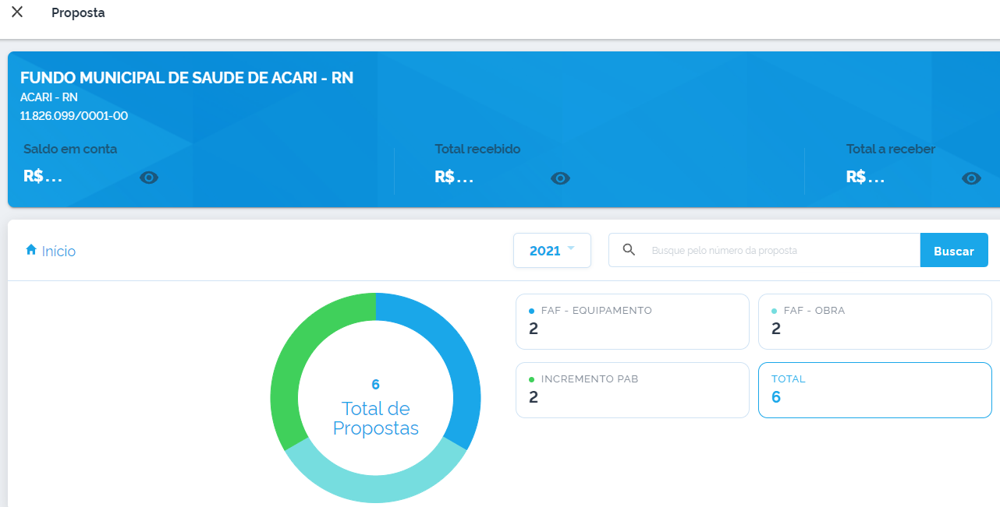 Proposta
FUNDO MUNICIPAL DE SAUDE DE ACARI - RN
ACARI - RN
11.826.099/0001-00
Saldo em conta
R$ ...
Total recebido
R$ ...
Total a receber
R$ ...
Início
2021
Busque pelo número da proposta
Buscar
6
Total de
Propostas
FAF - EQUIPAMENTO
2
FAF - OBRA
2
INCREMENTO PAB
2
TOTAL
6